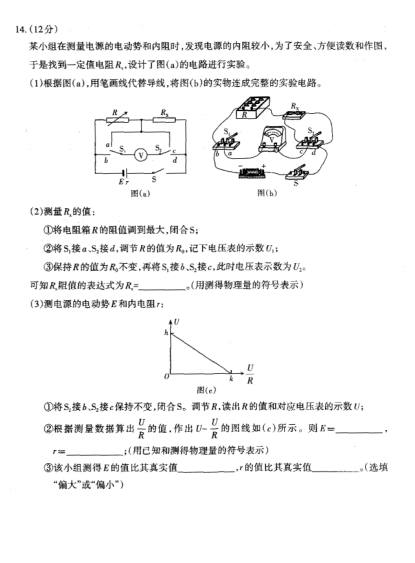 14.(12分)
某小组在测量电源的电动势和内阻时,发现电源的内阻较小,为了安全、方便读数和作图,
于是找到一定值电阻Rₓ,设计了图(a)的电路进行实验。
(1)根据图(a),用笔画线代替导线,将图(b)的实物连成完整的实验电路。
R Rₓ
a S₁ V S₂ c
b d
E r S
图(a)
R Rₓ
S₁ V S₂
b a c d
S
图(b)
(2)测量Rₓ的值:
①将电阻箱R的阻值调到最大,闭合S;
②将S₁接a、S₂接d,调节R的值为R₀,记下电压表的示数U₁;
③保持R的值为R₀不变,再将S₁接b、S₂接c,此时电压表示数为U₂。
可知Rₓ阻值的表达式为Rₓ=________。(用测得物理量的符号表示)
(3)测电源的电动势E和内电阻r:
U
h
O k U/R
图(c)
①将S₁接b、S₂接c保持不变,闭合S。调节R,读出R的值和对应电压表的示数U;
②根据测量数据算出U/R的值,作出U-U/R的图线如(c)所示。则E=________,
r=________;(用已知和测得物理量的符号表示)
③该小组测得E的值比其真实值________,r的值比其真实值________。(选填
“偏大”或“偏小”)